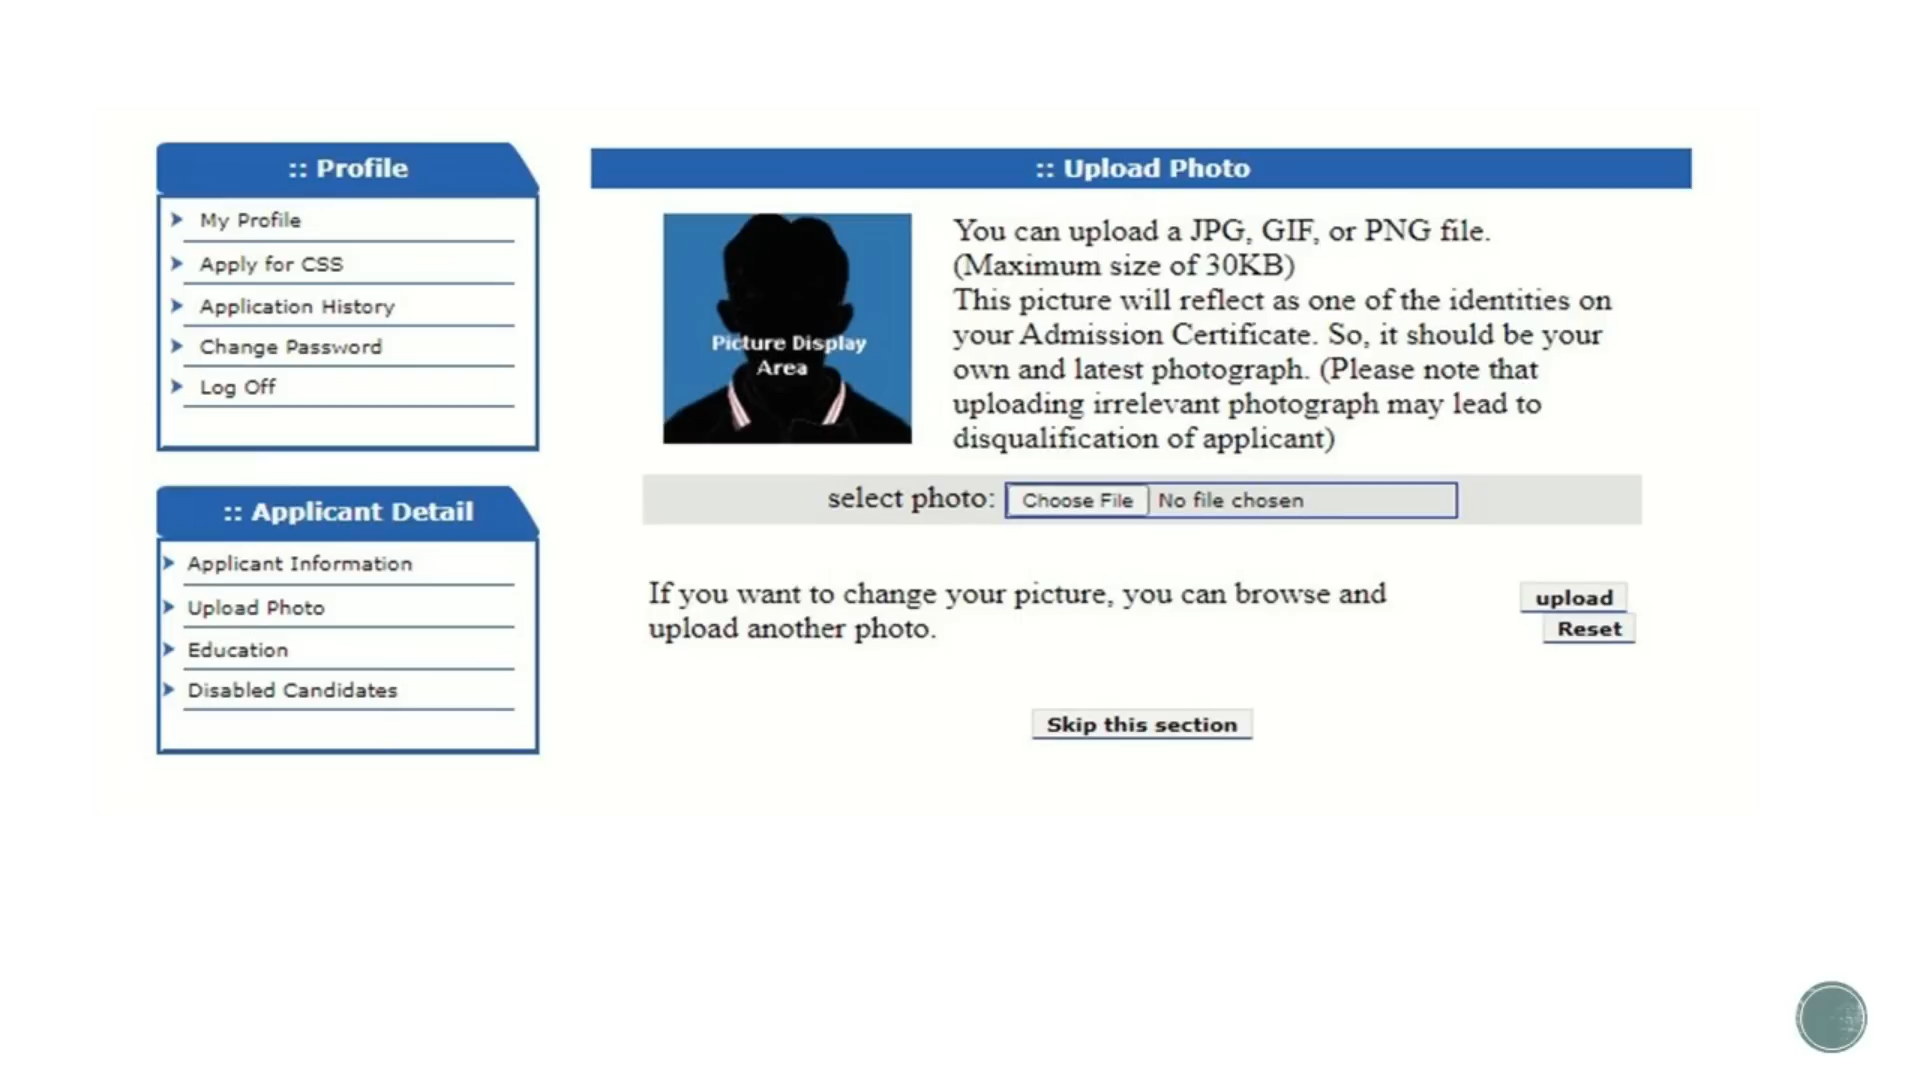 :: Profile
My Profile
Apply for CSS
Application History
Change Password
Log Off
:: Applicant Detail
Applicant Information
Upload Photo
Education
Disabled Candidates
:: Upload Photo
Picture Display
Area
You can upload a JPG, GIF, or PNG file.
(Maximum size of 30KB)
This picture will reflect as one of the identities on
your Admission Certificate. So, it should be your
own and latest photograph. (Please note that
uploading irrelevant photograph may lead to
disqualification of applicant)
select photo: Choose File No file chosen
If you want to change your picture, you can browse and
upload another photo.
upload
Reset
Skip this section